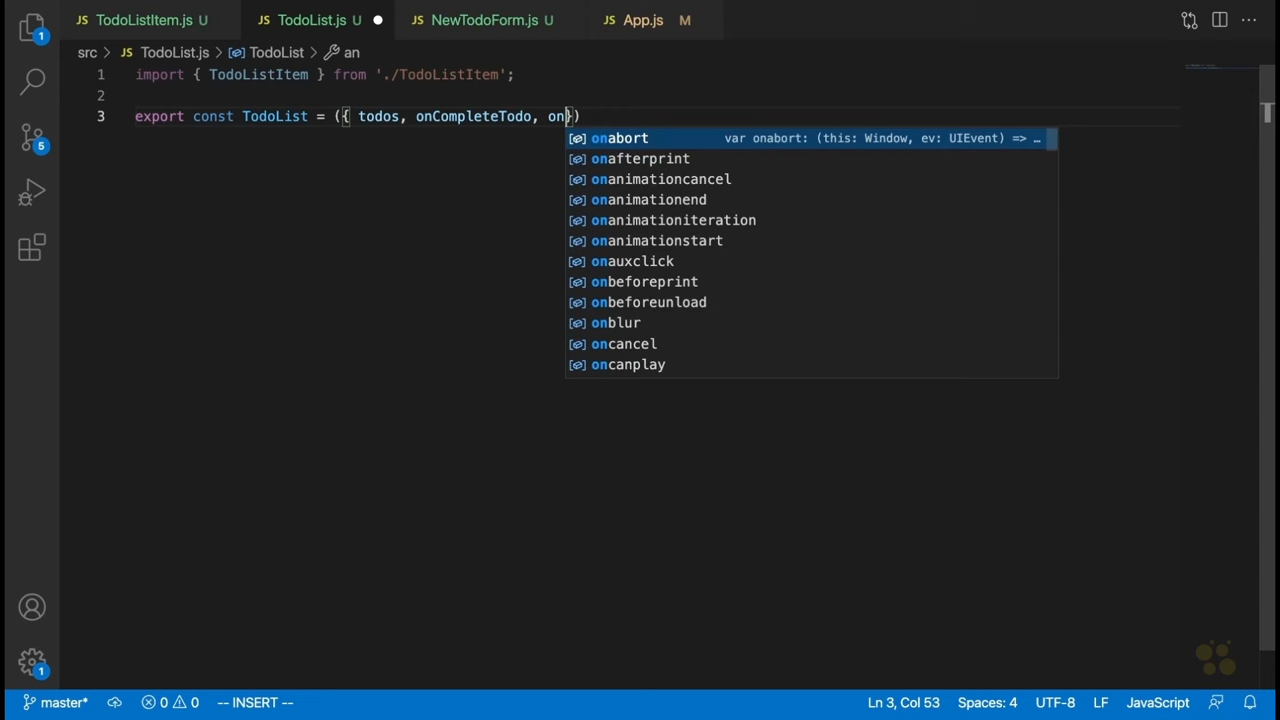 JS TodoListItem.js U JS TodoList.js U JS NewTodoForm.js U JS App.js M
src > JS TodoList.js > TodoList > an
1 import { TodoListItem } from './TodoListItem';
2
3 export const TodoList = ({ todos, onCompleteTodo, on})
onabort var onabort: (this: Window, ev: UIEvent) => …
onafterprint
onanimationcancel
onanimationend
onanimationiteration
onanimationstart
onauxclick
onbeforeprint
onbeforeunload
onblur
oncancel
oncanplay
1
5
1
master* 0 0 -- INSERT -- Ln 3, Col 53 Spaces: 4 UTF-8 LF JavaScript